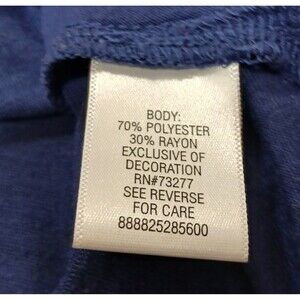 BODY:
70% POLYESTER
30% RAYON
EXCLUSIVE OF
DECORATION
RN#73277
SEE REVERSE
FOR CARE
888825285600